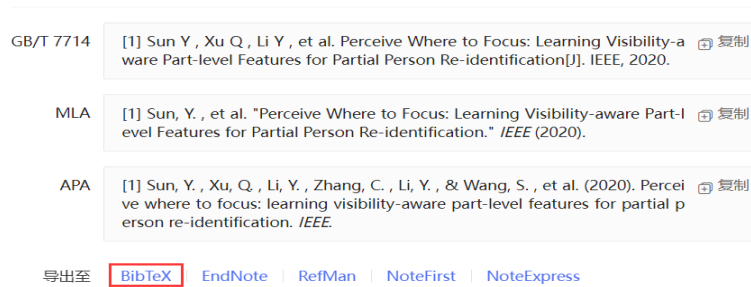 GB/T 7714
[1] Sun Y , Xu Q , Li Y , et al. Perceive Where to Focus: Learning Visibility-a
ware Part-level Features for Partial Person Re-identification[J]. IEEE, 2020.
复制
MLA
[1] Sun, Y. , et al. "Perceive Where to Focus: Learning Visibility-aware Part-l
evel Features for Partial Person Re-identification." IEEE (2020).
复制
APA
[1] Sun, Y. , Xu, Q. , Li, Y. , Zhang, C. , Li, Y. , & Wang, S. , et al. (2020). Percei
ve where to focus: learning visibility-aware part-level features for partial p
erson re-identification. IEEE.
复制
导出至 BibTeX EndNote RefMan NoteFirst NoteExpress